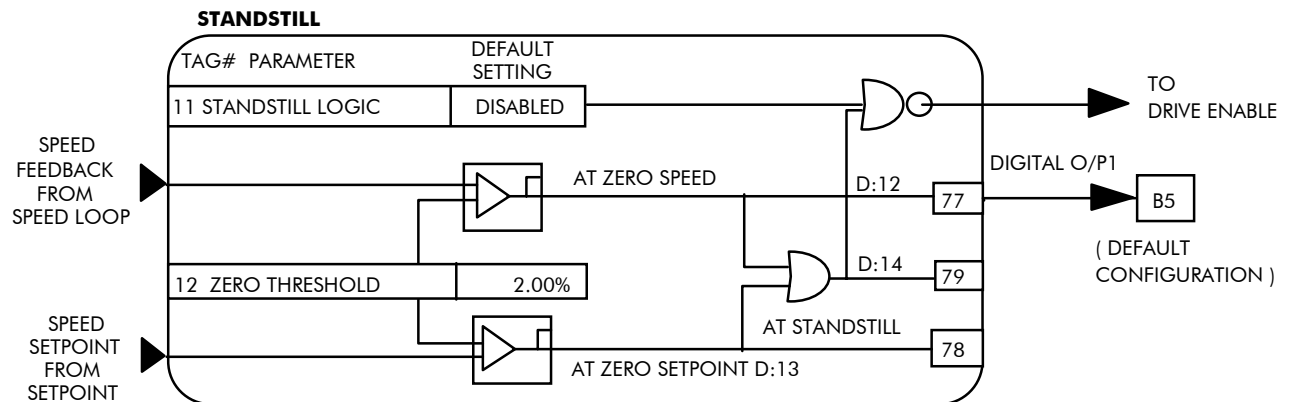 STANDSTILL
TAG# PARAMETER
DEFAULT
SETTING
11 STANDSTILL LOGIC
DISABLED
TO
DRIVE ENABLE
SPEED
FEEDBACK
FROM
SPEED LOOP
AT ZERO SPEED
D:12
77
DIGITAL O/P1
B5
( DEFAULT
CONFIGURATION )
12 ZERO THRESHOLD
2.00%
D:14
79
AT STANDSTILL
SPEED
SETPOINT
FROM
SETPOINT
AT ZERO SETPOINT D:13
78